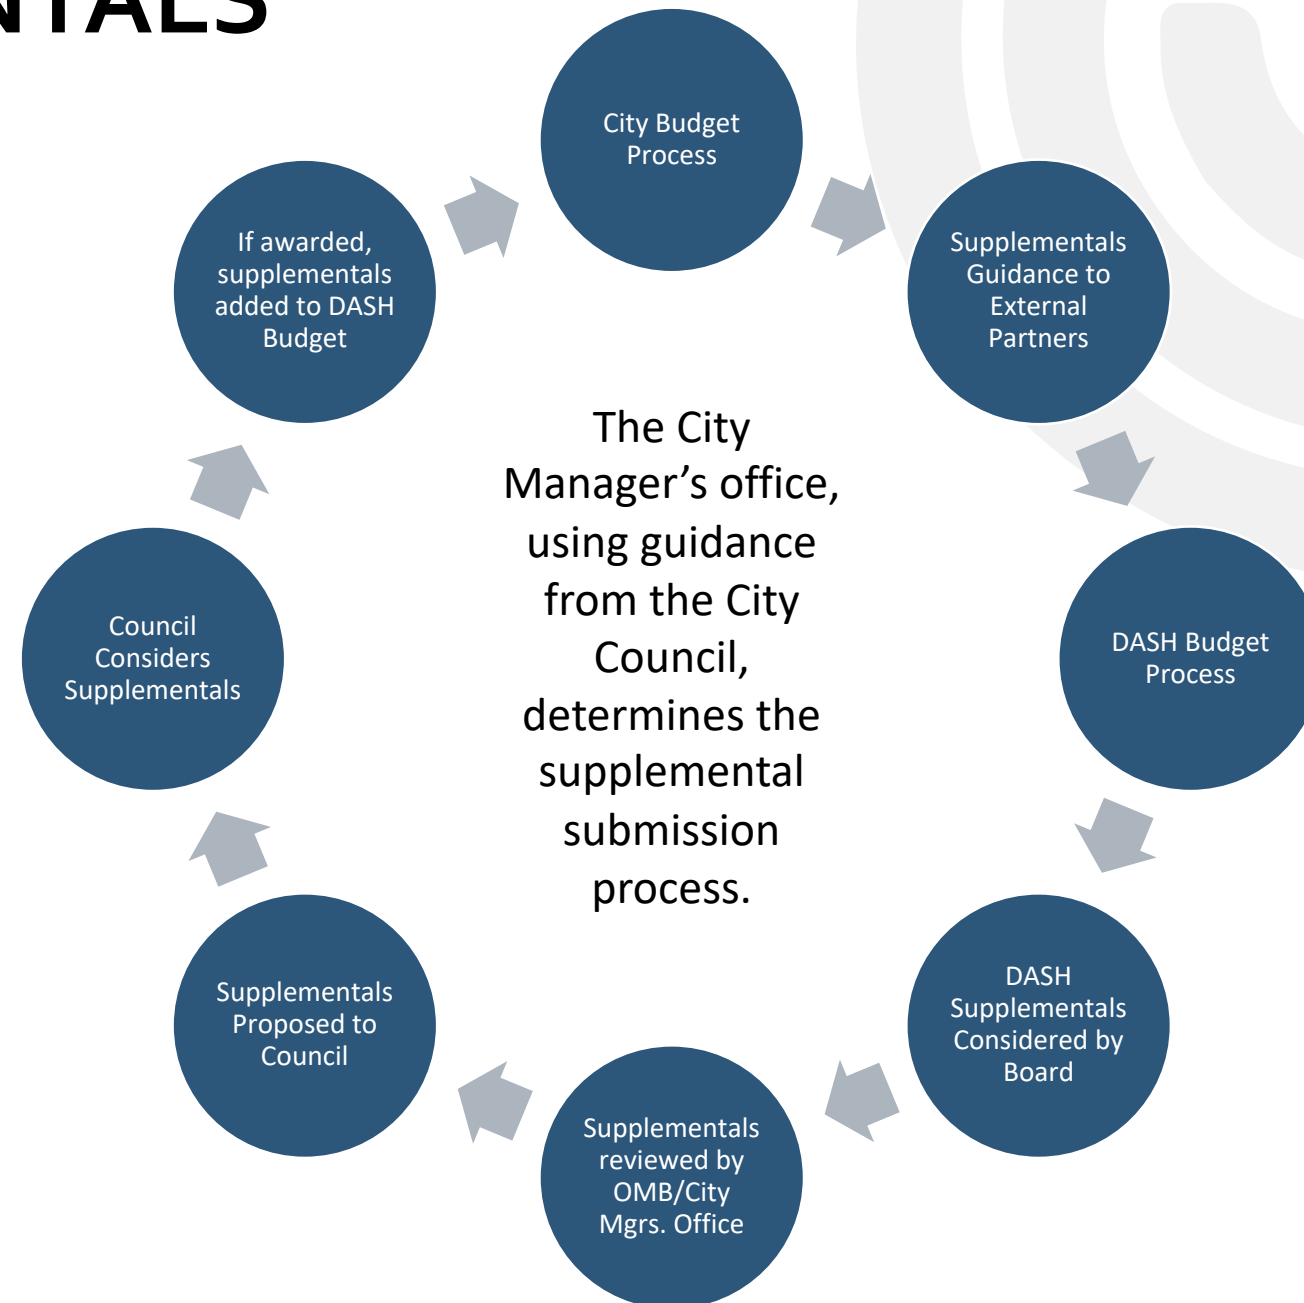 NTALS
City Budget
Process
Supplementals
Guidance to
External
Partners
DASH Budget
Process
DASH
Supplementals
Considered by
Board
Supplementals
reviewed by
OMB/City
Mgrs. Office
Supplementals
Proposed to
Council
Council
Considers
Supplementals
If awarded,
supplementals
added to DASH
Budget
The City
Manager’s office,
using guidance
from the City
Council,
determines the
supplemental
submission
process.